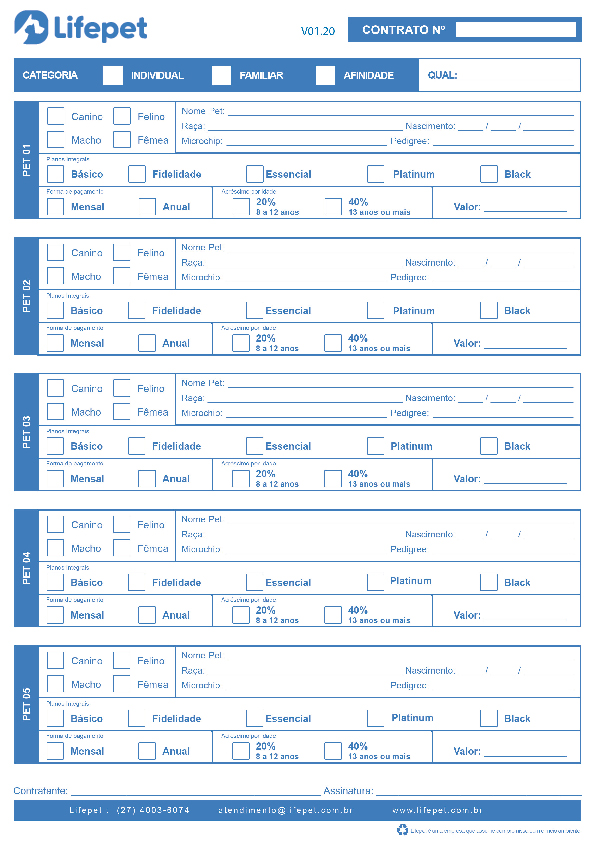 Lifepet
V01.20
CONTRATO Nº
CATEGORIA INDIVIDUAL FAMILIAR AFINIDADE QUAL:
PET 01
Canino Felino
Macho Fêmea
Nome Pet:
Raça: Nascimento: / /
Microchip: Pedigree:
Planos Integrais
Básico Fidelidade Essencial Platinum Black
Forma de pagamento Acréscimo por idade
Mensal Anual 20% 40% Valor:
8 a 12 anos 13 anos ou mais
PET 02
Canino Felino
Macho Fêmea
Nome Pet
Raça: Nascimento: / /
Microchip Pedigree
Planos Integrais
Básico Fidelidade Essencial Platinum Black
Forma de pagamento Acréscimo por idade
Mensal Anual 20% 40% Valor:
8 a 12 anos 13 anos ou mais
PET 03
Canino Felino
Macho Fêmea
Nome Pet:
Raça: Nascimento: / /
Microchip: Pedigree:
Planos Integrais
Básico Fidelidade Essencial Platinum Black
Forma de pagamento Acréscimo por idade
Mensal Anual 20% 40% Valor:
8 a 12 anos 13 anos ou mais
PET 04
Canino Felino
Macho Fêmea
Nome Pet
Raça: Nascimento / /
Microchip Pedigree
Planos Integrais
Básico Fidelidade Essencial Platinum Black
Forma de pagamento Acréscimo por idade
Mensal Anual 20% 40% Valor:
8 a 12 anos 13 anos ou mais
PET 05
Canino Felino
Macho Fêmea
Nome Pet
Raça: Nascimento: / /
Microchip Pedigree
Planos Integrais
Básico Fidelidade Essencial Platinum Black
Forma de pagamento Acréscimo por idade
Mensal Anual 20% 40% Valor:
8 a 12 anos 13 anos ou mais
Contratante: Assinatura:
Lifepet . (27) 4003-6074 atendimento@lifepet.com.br www.lifepet.com.br